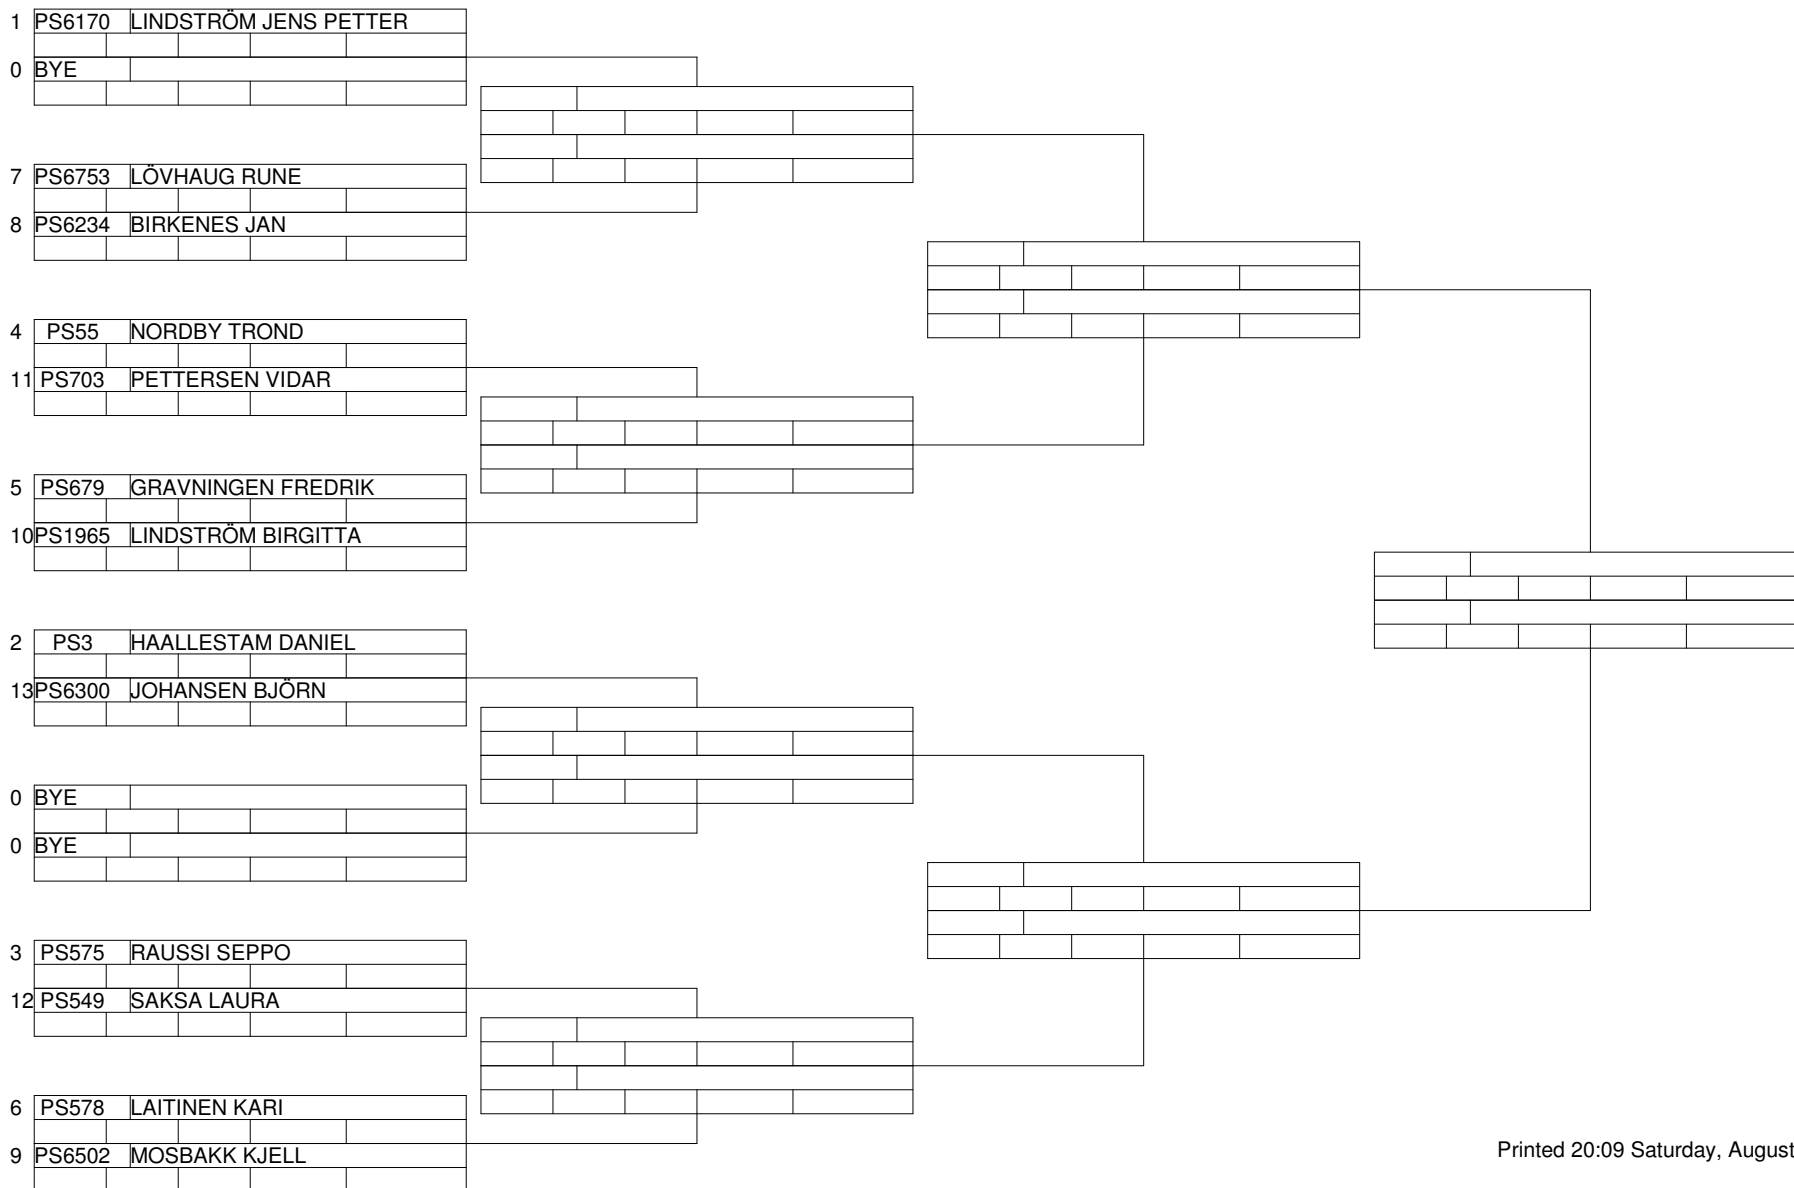 1 PS6170 LINDSTRÖM JENS PETTER
0 BYE
7 PS6753 LÖVHAUG RUNE
8 PS6234 BIRKENES JAN
4 PS55 NORDBY TROND
11 PS703 PETTERSEN VIDAR
5 PS679 GRAVNINGEN FREDRIK
10 PS1965 LINDSTRÖM BIRGITTA
2 PS3 HAALLESTAM DANIEL
13 PS6300 JOHANSEN BJÖRN
0 BYE
0 BYE
3 PS575 RAUSSI SEPPO
12 PS549 SAKSA LAURA
6 PS578 LAITINEN KARI
9 PS6502 MOSBAKK KJELL
Printed 20:09 Saturday, August